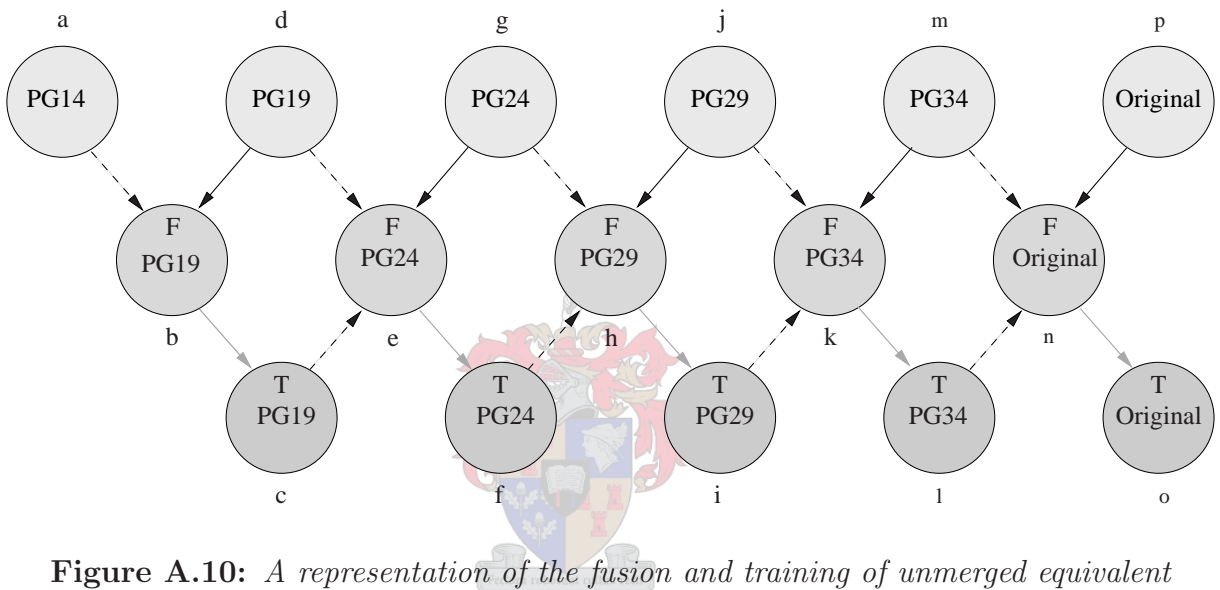 a d g j m p
PG14 PG19 PG24 PG29 PG34 Original
F F F F F
PG19 PG24 PG29 PG34 Original
b e h k n
T T T T T
PG19 PG24 PG29 PG34 Original
c f i l o
Figure A.10: A representation of the fusion and training of unmerged equivalent